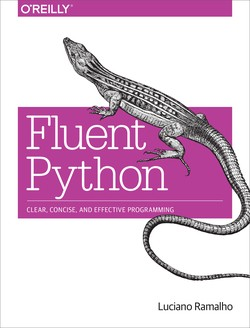 O'REILLY®
Fluent
Python
CLEAR, CONCISE, AND EFFECTIVE PROGRAMMING
Luciano Ramalho